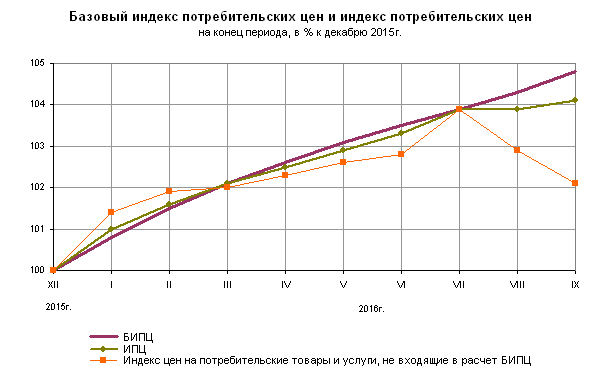 Базовый индекс потребительских цен и индекс потребительских цен
на конец периода, в % к декабрю 2015г.
105
104
103
102
101
100
XII I II III IV V VI VII VIII IX
2015г. 2016г.
БИПЦ
ИПЦ
Индекс цен на потребительские товары и услуги, не входящие в расчет БИПЦ